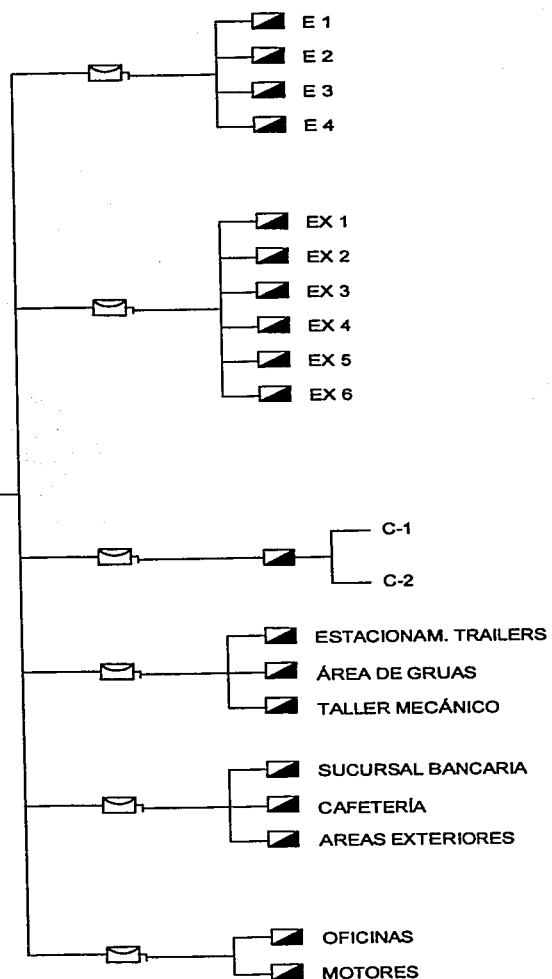 E 1
E 2
E 3
E 4
EX 1
EX 2
EX 3
EX 4
EX 5
EX 6
C-1
C-2
ESTACIONAM. TRAILERS
ÁREA DE GRUAS
TALLER MECÁNICO
SUCURSAL BANCARIA
CAFETERÍA
AREAS EXTERIORES
OFICINAS
MOTORES